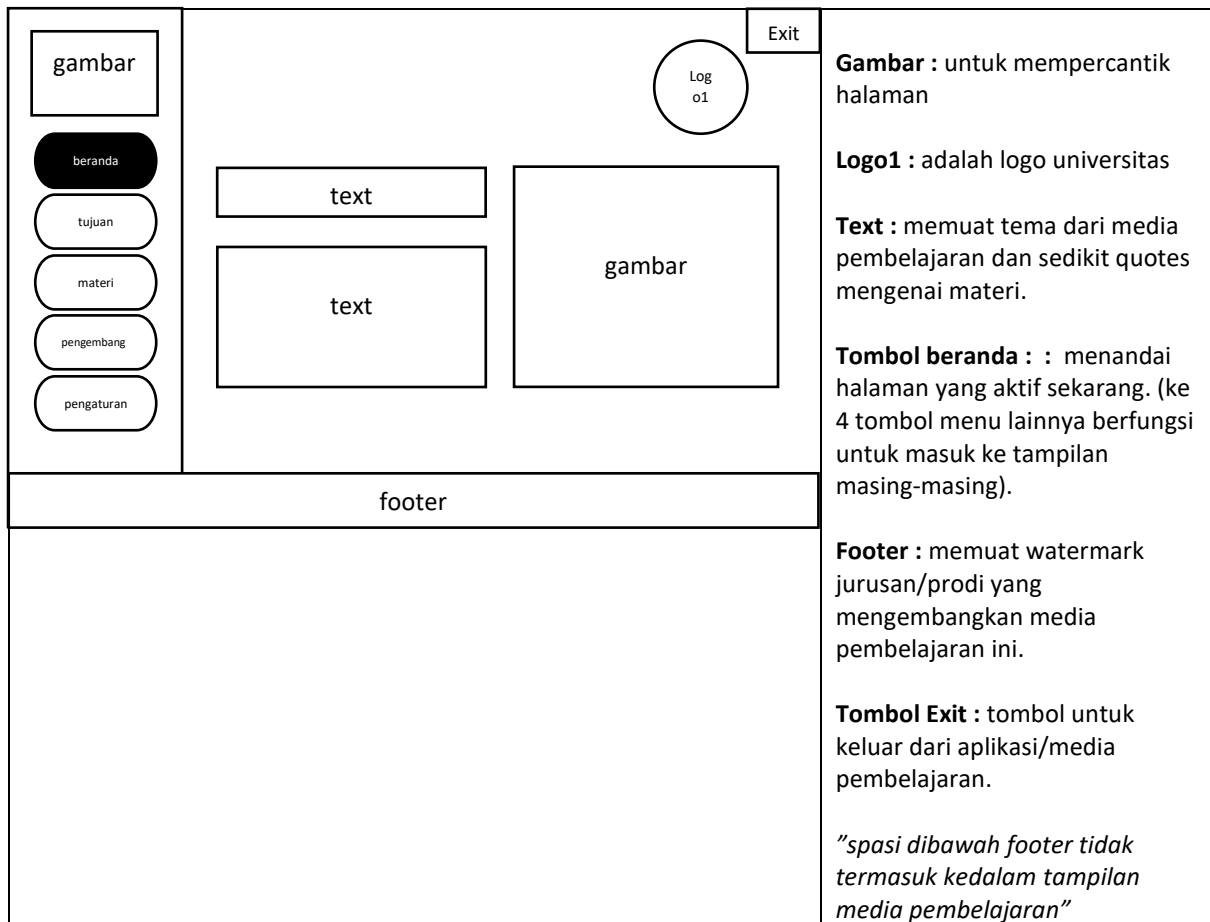 Exit
gambar
Log
o1
beranda
tujuan
materi
pengembang
pengaturan
text
text
gambar
footer
Gambar : untuk mempercantik
halaman
Logo1 : adalah logo universitas
Text : memuat tema dari media
pembelajaran dan sedikit quotes
mengenai materi.
Tombol beranda : : menandai
halaman yang aktif sekarang. (ke
4 tombol menu lainnya berfungsi
untuk masuk ke tampilan
masing-masing).
Footer : memuat watermark
jurusan/prodi yang
mengembangkan media
pembelajaran ini.
Tombol Exit : tombol untuk
keluar dari aplikasi/media
pembelajaran.
”spasi dibawah footer tidak
termasuk kedalam tampilan
media pembelajaran”